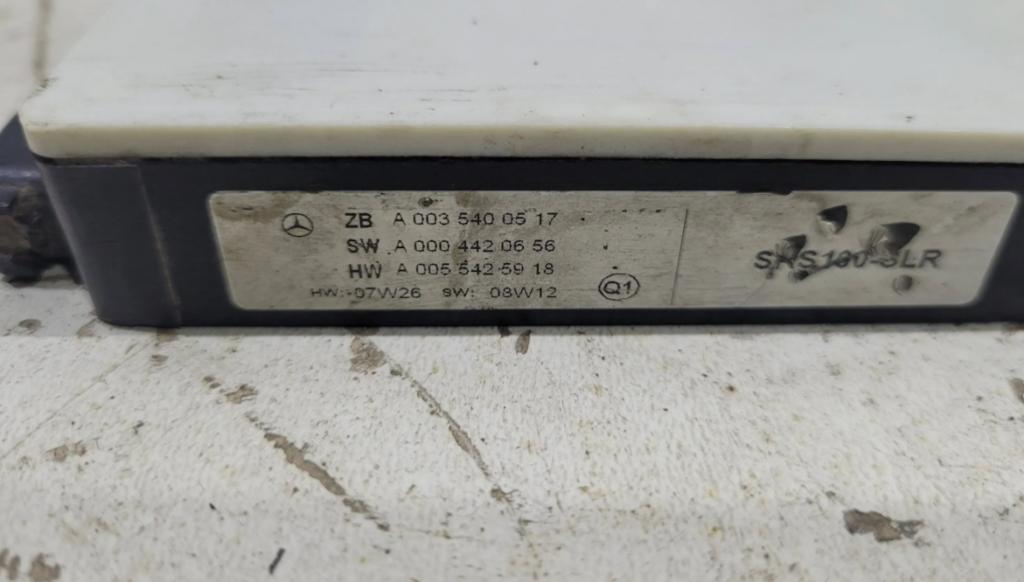 ZB A 003 540 05 17
SW A 000 442 06 56
HW A 005 542 59 18
HW: 07W26 SW: 08W12
Q1